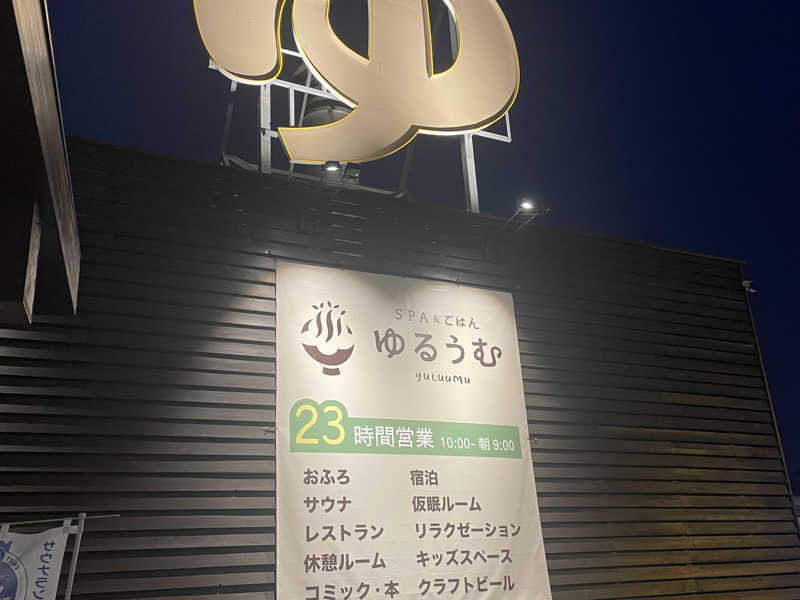 ゆ
SPA&ごはん
ゆるうむ
YULUUMU
23時間営業 10:00-朝9:00
おふろ 宿泊
サウナ 仮眠ルーム
レストラン リラクゼーション
休憩ルーム キッズスペース
コミック・本 クラフトビール